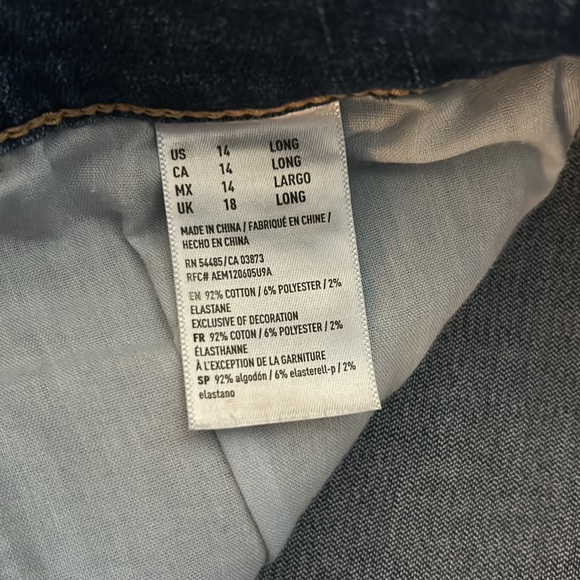 US 14 LONG
CA 14 LONG
MX 14 LARGO
UK 18 LONG
MADE IN CHINA / FABRIQUÉ EN CHINE /
HECHO EN CHINA
RN 54485/CA 03873
RFC# AEM120605U9A
EN 92% COTTON / 6% POLYESTER / 2%
ELASTANE
EXCLUSIVE OF DECORATION
FR 92% COTON / 6% POLYESTER / 2%
ÉLASTHANNE
À L'EXCEPTION DE LA GARNITURE
SP 92% algodón / 6% elasterell-p / 2%
elastano